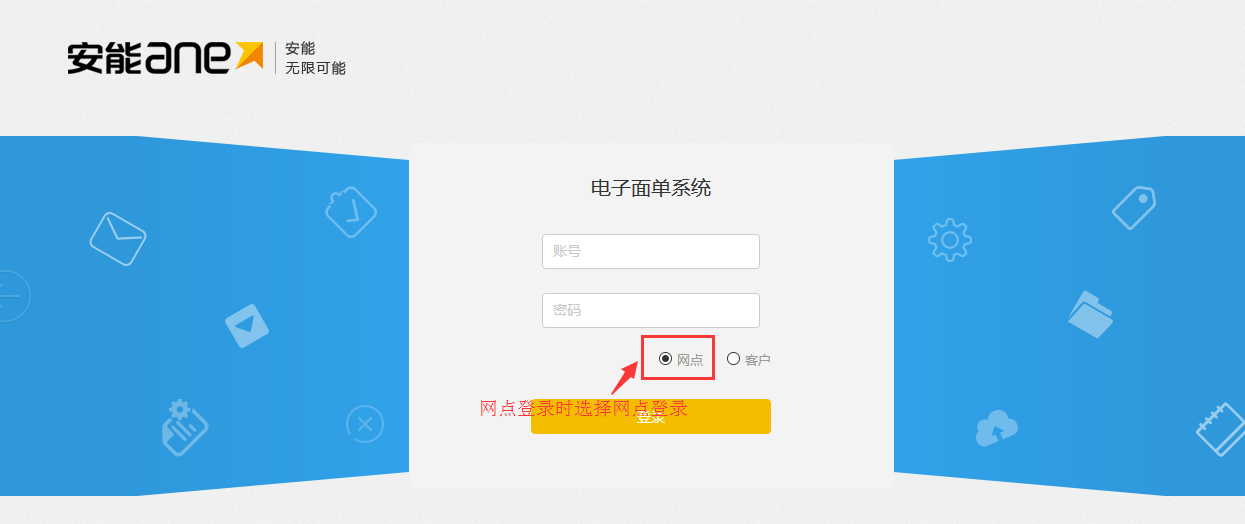 安能ane
安能
无限可能
电子面单系统
账号
密码
网点 客户
网点登录时选择网点登录
登录